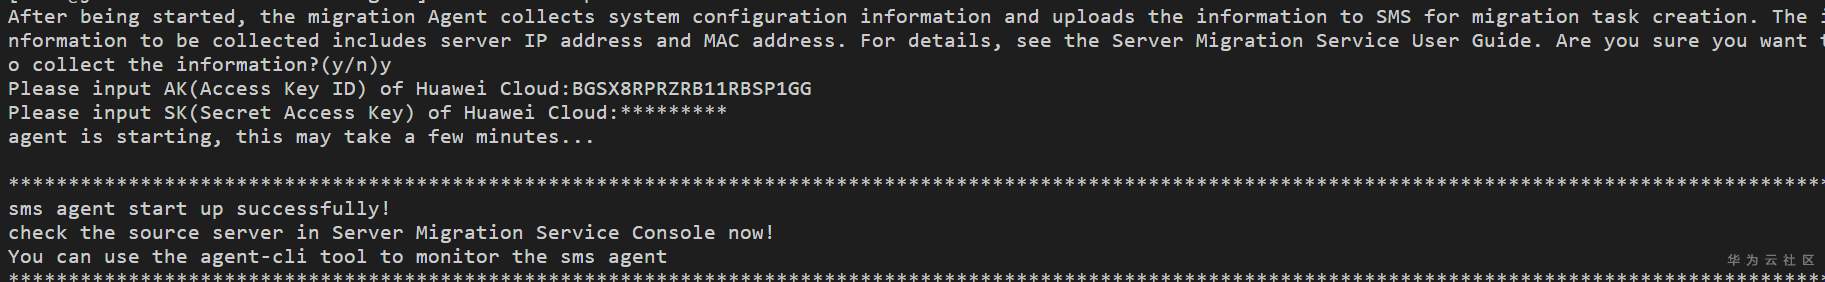 After being started, the migration Agent collects system configuration information and uploads the information to SMS for migration task creation. The i
nformation to be collected includes server IP address and MAC address. For details, see the Server Migration Service User Guide. Are you sure you want t
o collect the information?(y/n)y
Please input AK(Access Key ID) of Huawei Cloud:BGSX8RPRZRB11RBSP1GG
Please input SK(Secret Access Key) of Huawei Cloud:*********
agent is starting, this may take a few minutes...
********************************************************************************************************************************************************
sms agent start up successfully!
check the source server in Server Migration Service Console now!
You can use the agent-cli tool to monitor the sms agent
华为云社区
********************************************************************************************************************************************************